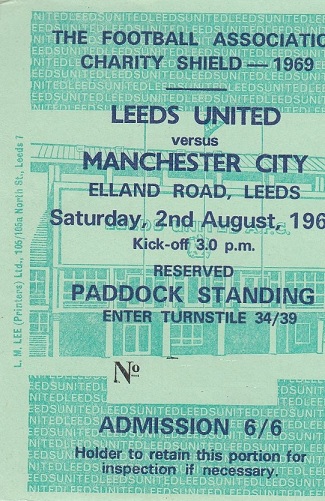 THE FOOTBALL ASSOCIATIO
CHARITY SHIELD — 1969
LEEDS UNITED
versus
MANCHESTER CITY
ELLAND ROAD, LEEDS
Saturday, 2nd August, 196
Kick-off 3.0 p.m.
RESERVED
PADDOCK STANDING
ENTER TURNSTILE 34/39
Nº
ADMISSION 6/6
Holder to retain this portion for
inspection if necessary.
L. M. LEE (Printers) Ltd., 105/105a North St., Leeds 7